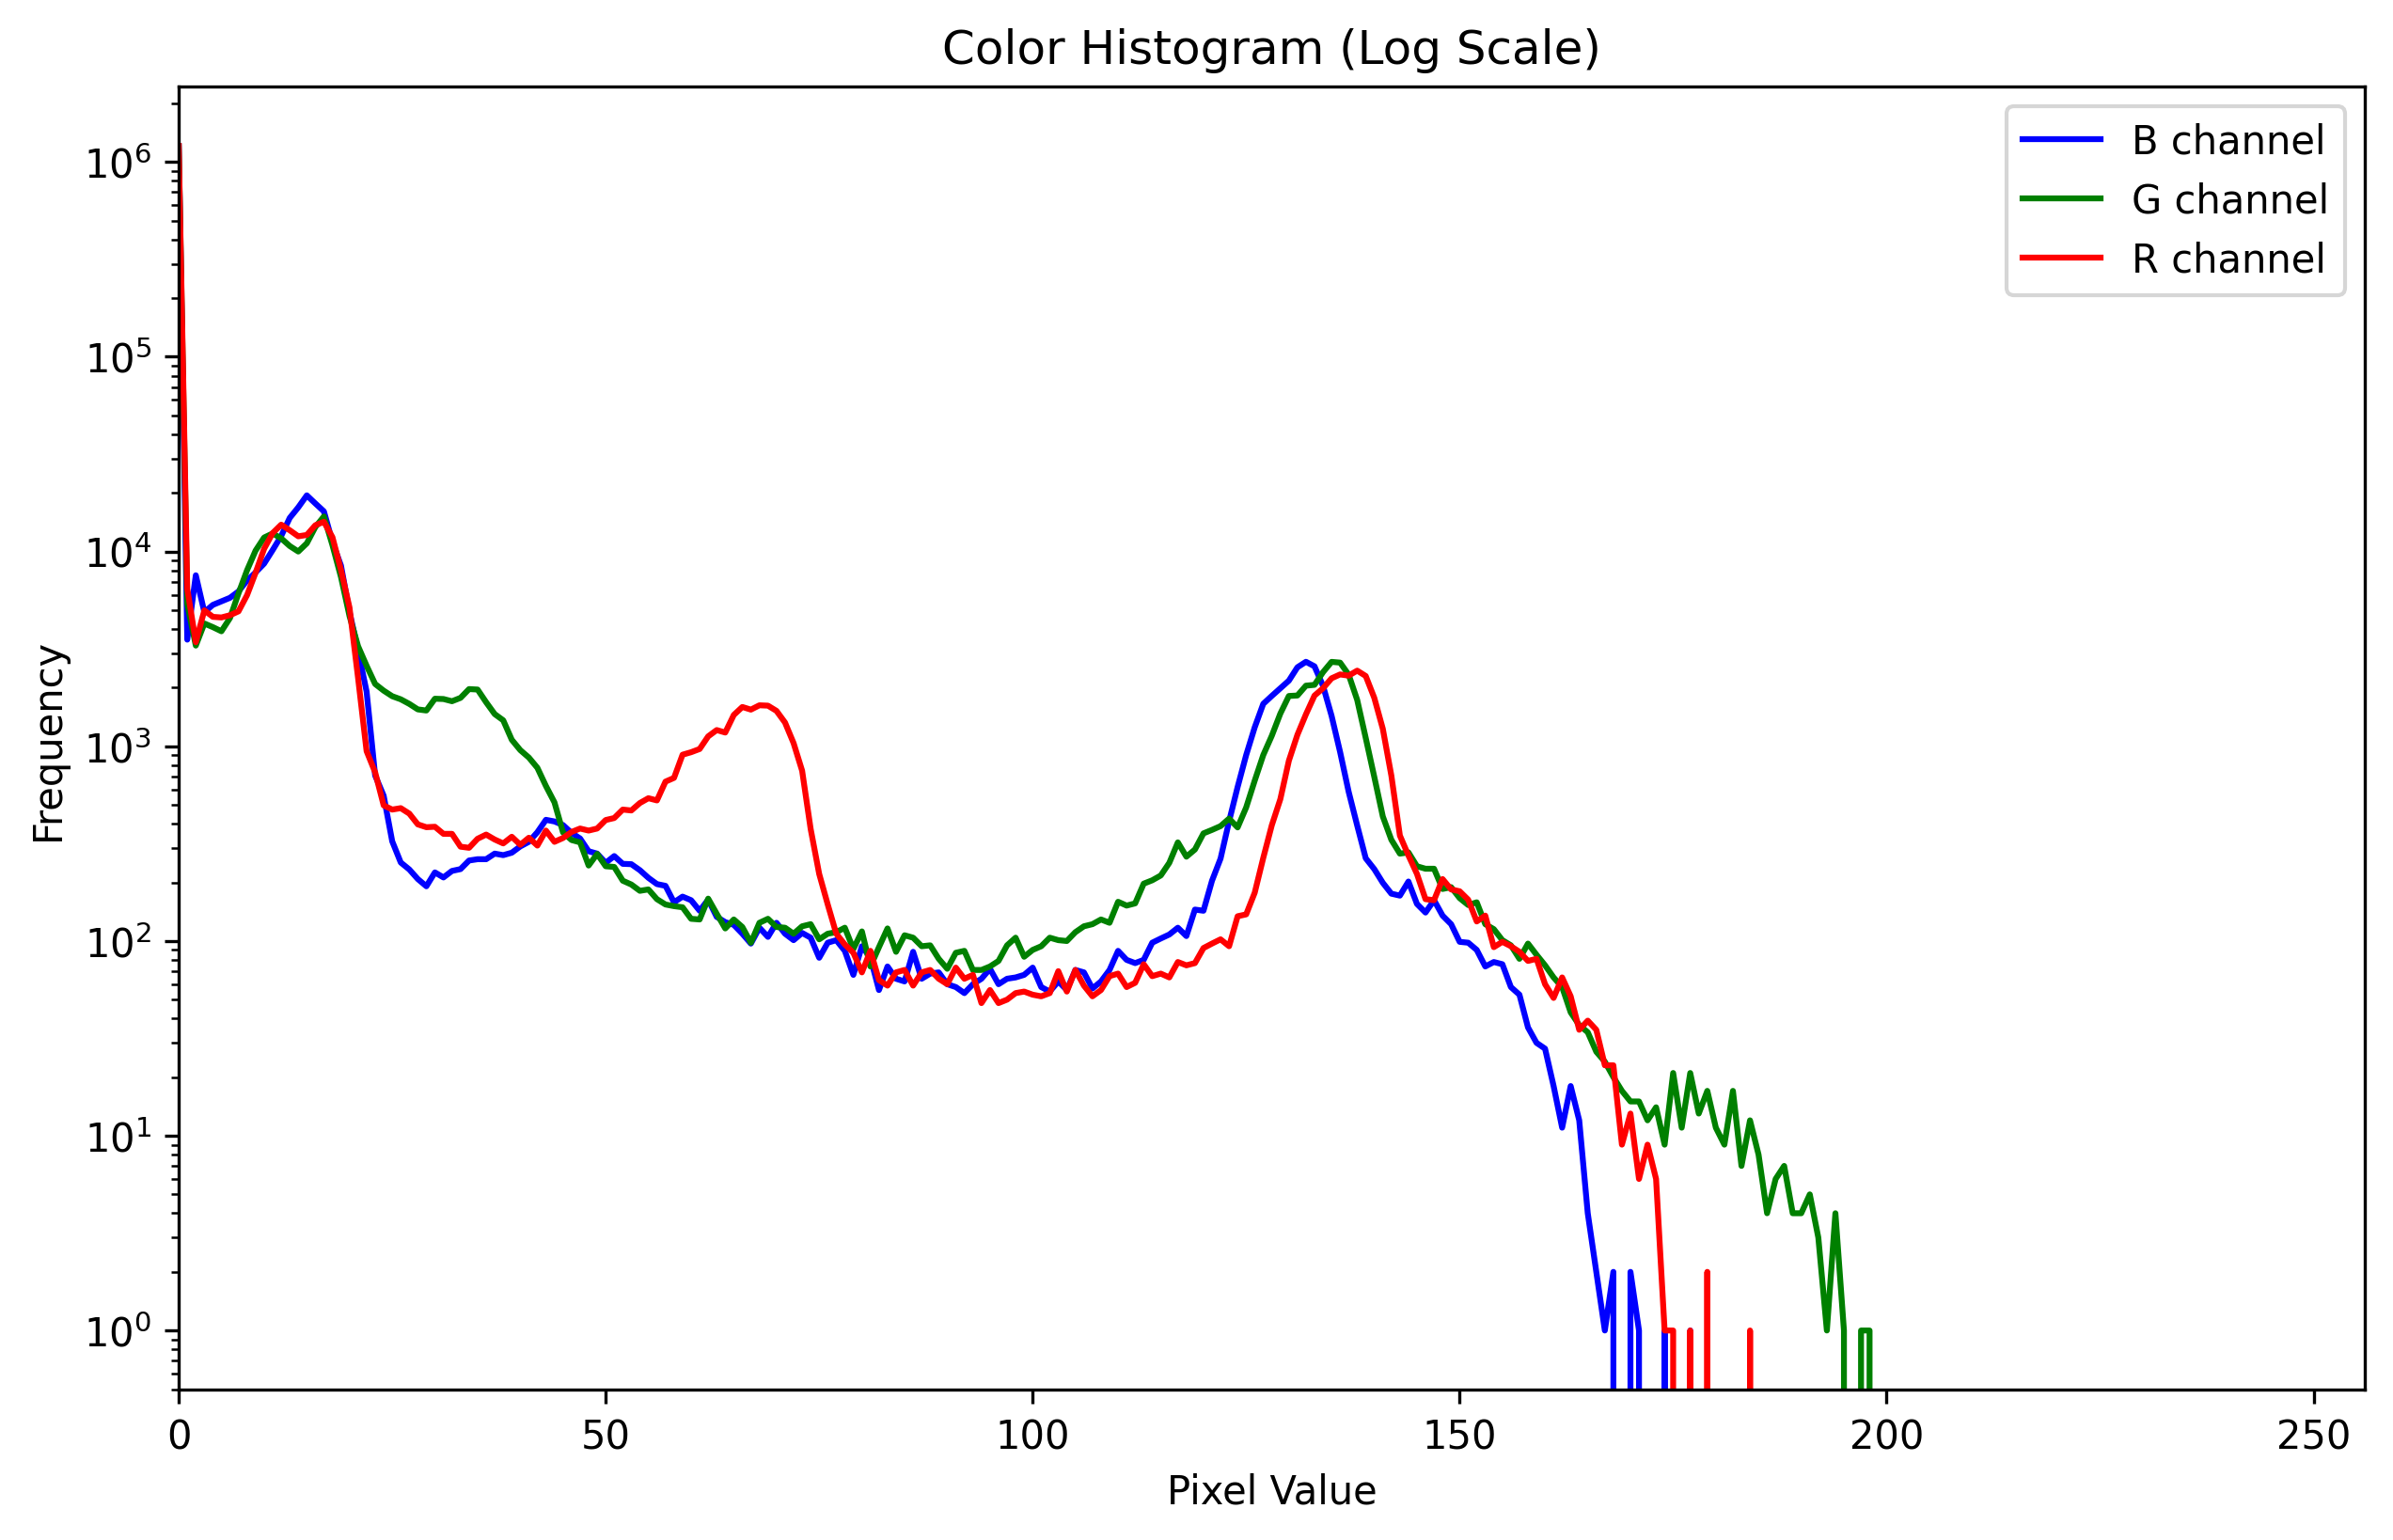 Color Histogram (Log Scale)
B channel
G channel
R channel
Frequency
10⁶
10⁵
10⁴
10³
10²
10¹
10⁰
0 50 100 150 200 250
Pixel Value